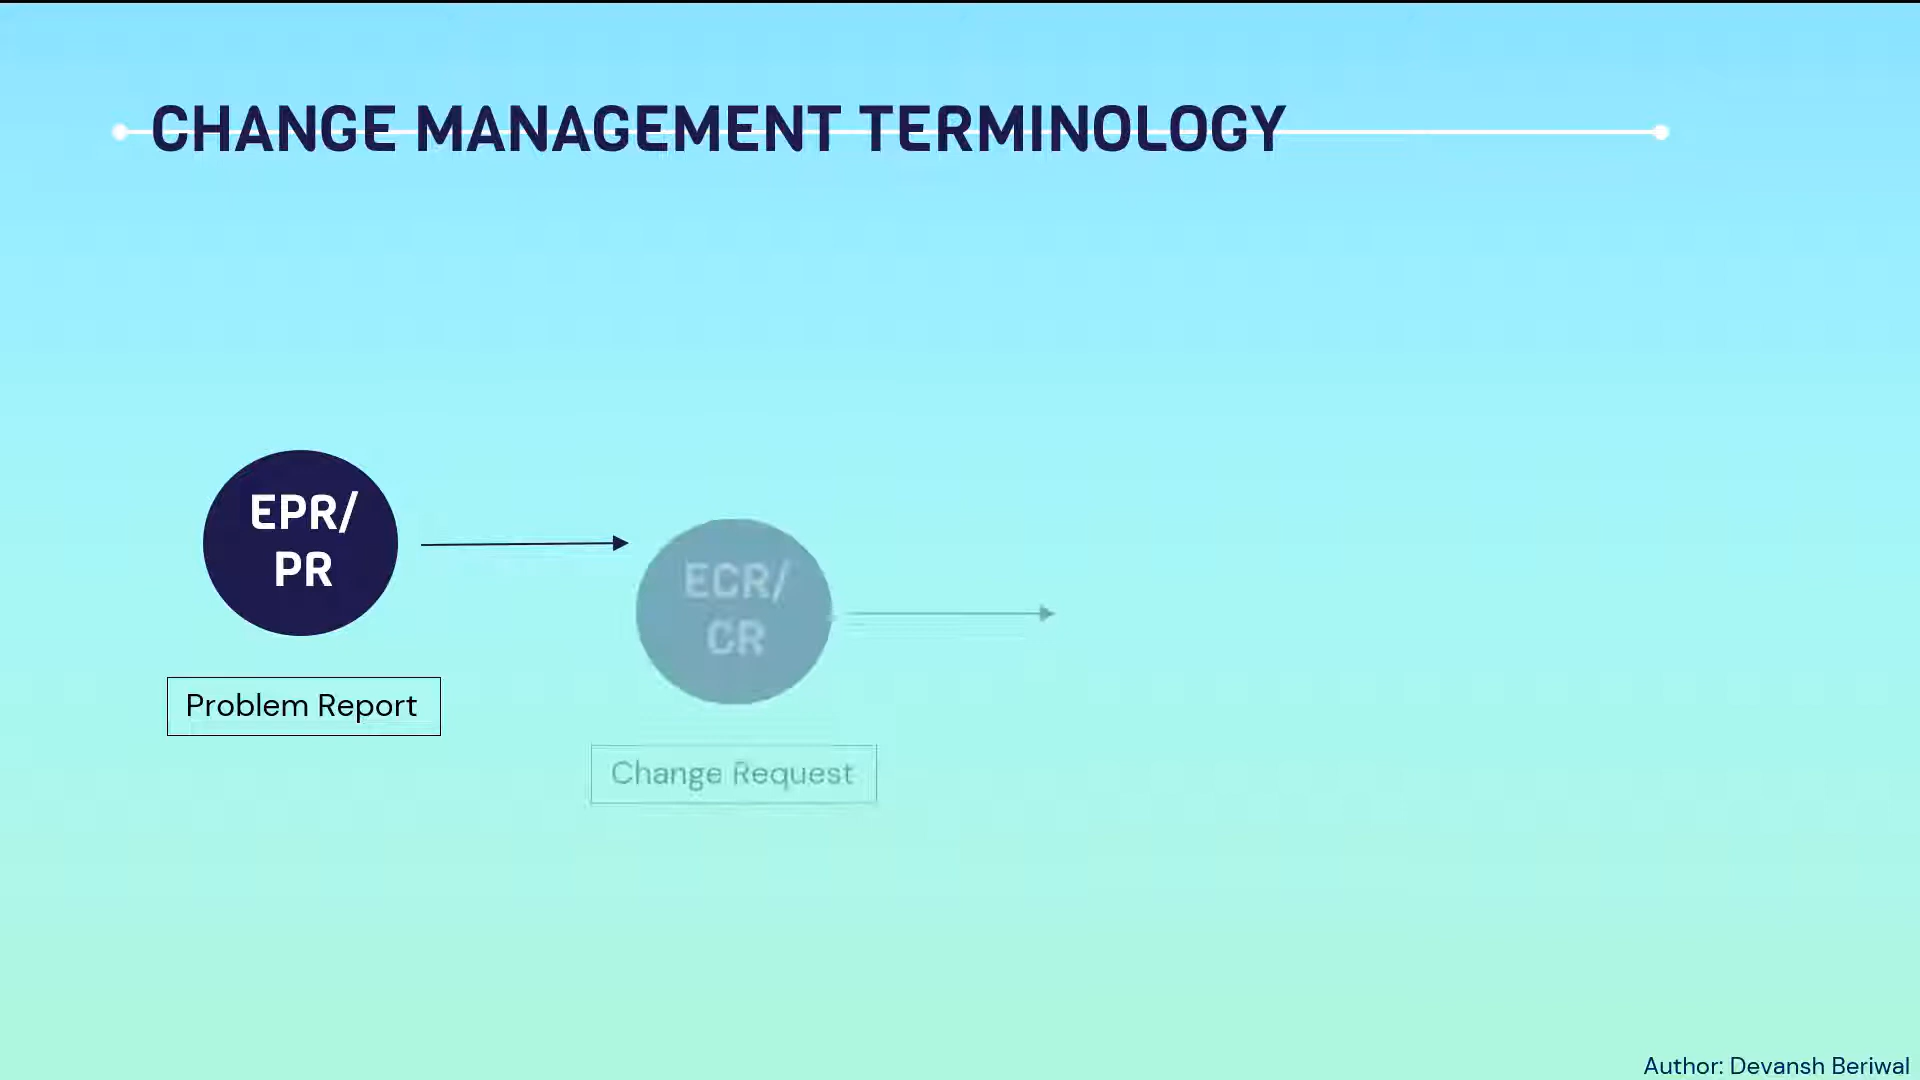 CHANGE MANAGEMENT TERMINOLOGY
EPR/
PR
Problem Report
ECR/
CR
Change Request
Author: Devansh Beriwal